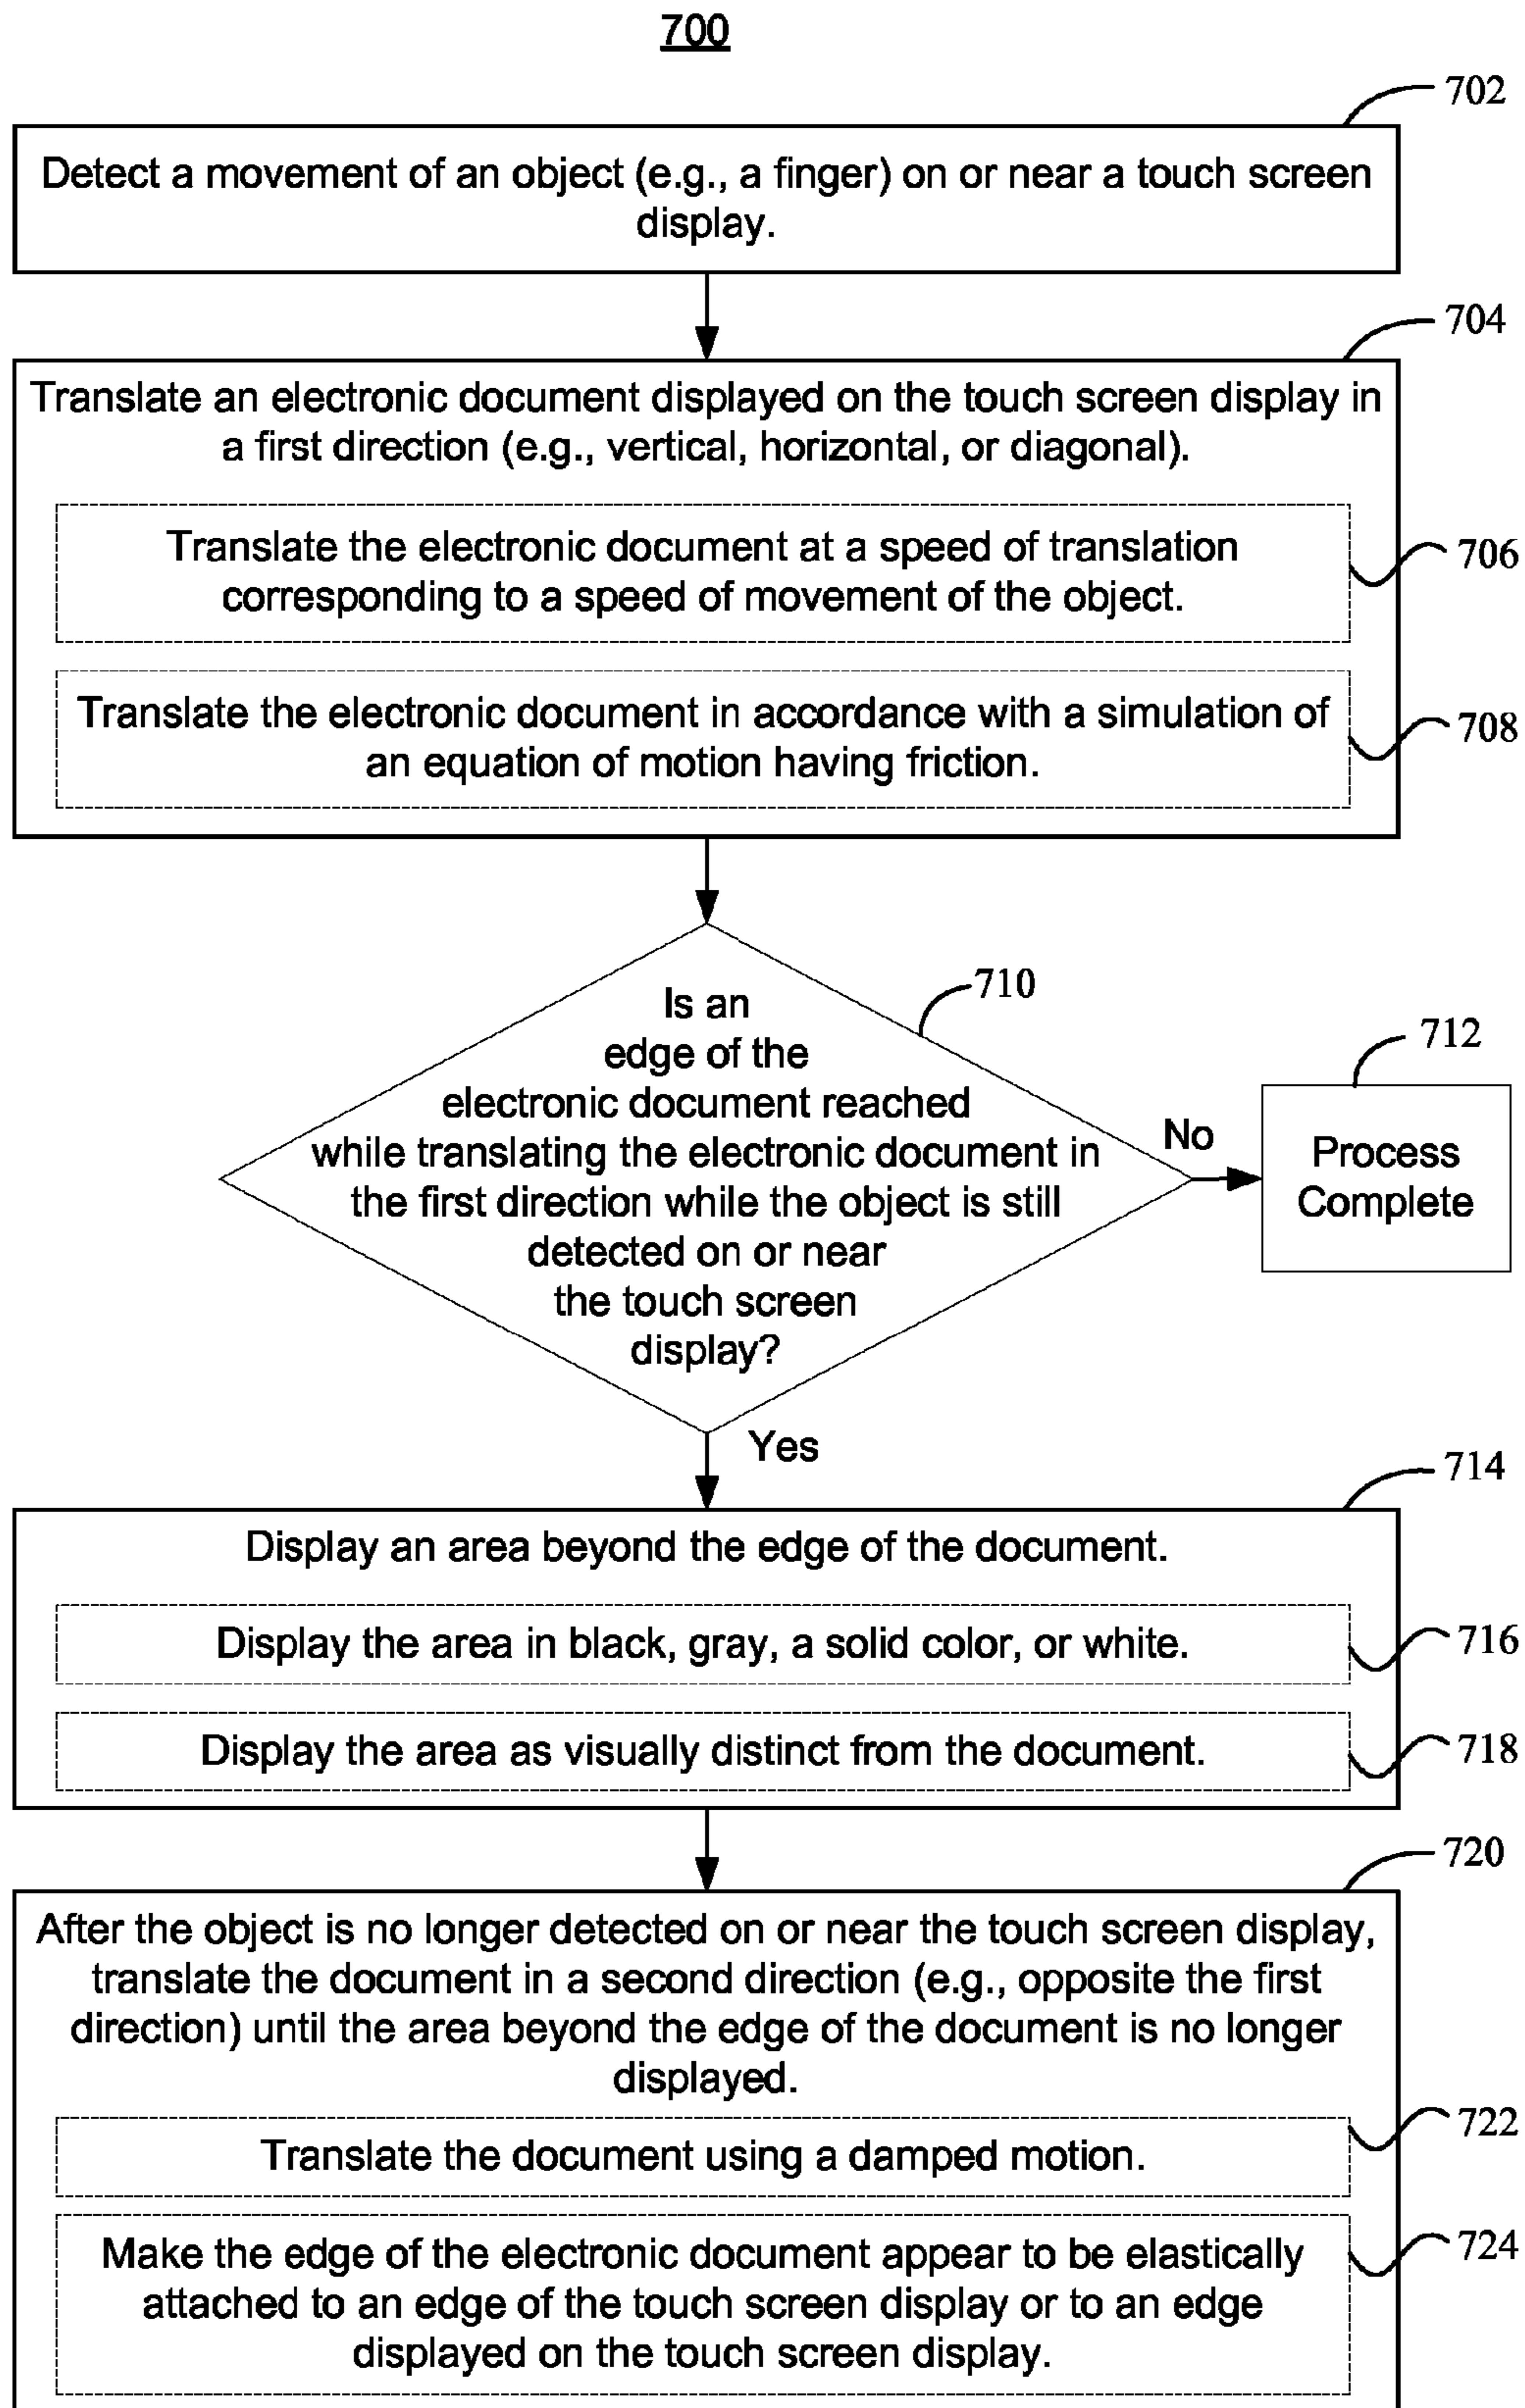 700
702
Detect a movement of an object (e.g., a finger) on or near a touch screen
display.
704
Translate an electronic document displayed on the touch screen display in
a first direction (e.g., vertical, horizontal, or diagonal).
Translate the electronic document at a speed of translation
corresponding to a speed of movement of the object.
706
Translate the electronic document in accordance with a simulation of
an equation of motion having friction.
708
710
Is an
edge of the
electronic document reached
while translating the electronic document in
the first direction while the object is still
detected on or near
the touch screen
display?
No
712
Process
Complete
Yes
714
Display an area beyond the edge of the document.
Display the area in black, gray, a solid color, or white.
716
Display the area as visually distinct from the document.
718
720
After the object is no longer detected on or near the touch screen display,
translate the document in a second direction (e.g., opposite the first
direction) until the area beyond the edge of the document is no longer
displayed.
Translate the document using a damped motion.
722
Make the edge of the electronic document appear to be elastically
attached to an edge of the touch screen display or to an edge
displayed on the touch screen display.
724